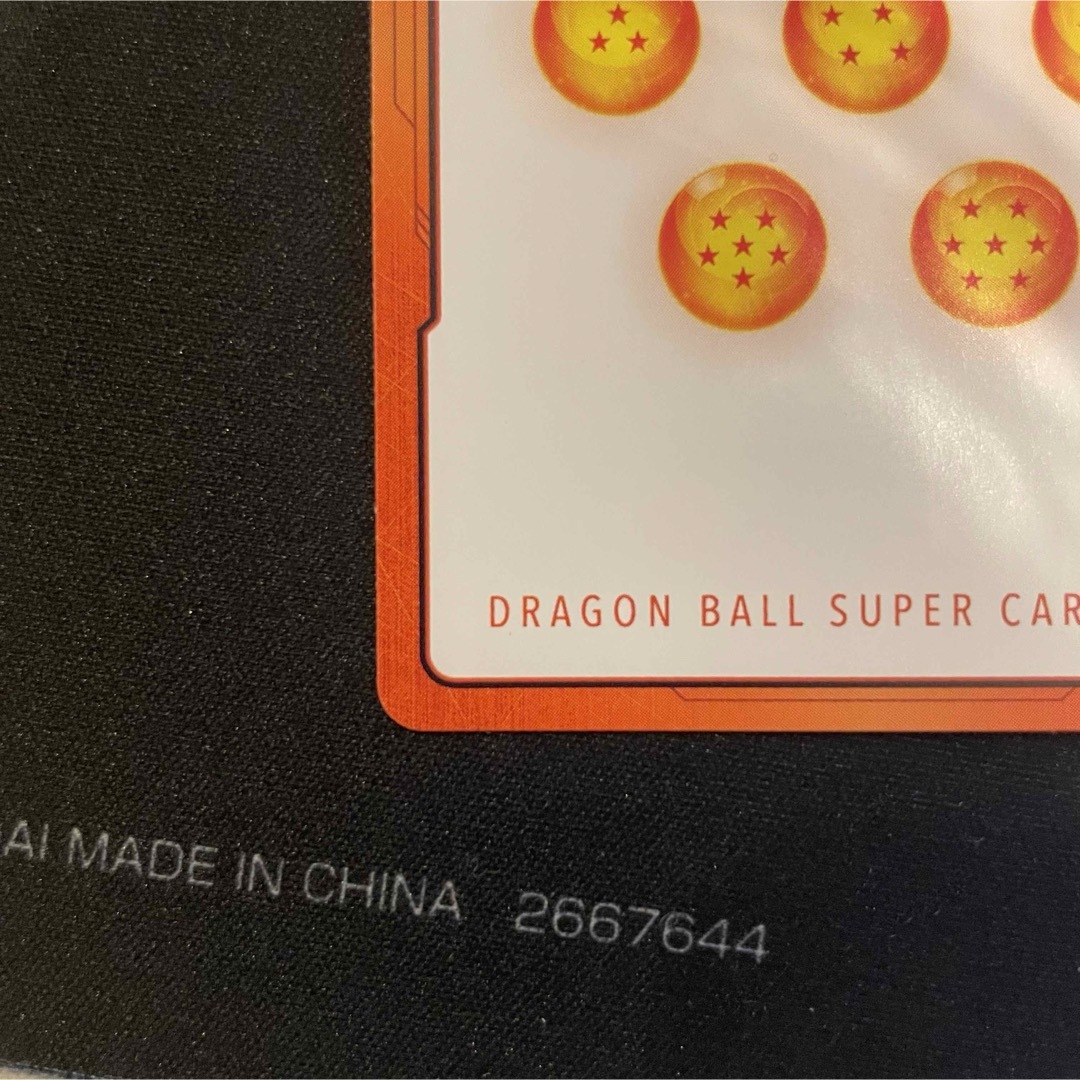 DRAGON BALL SUPER CAR
AI MADE IN CHINA 2667644